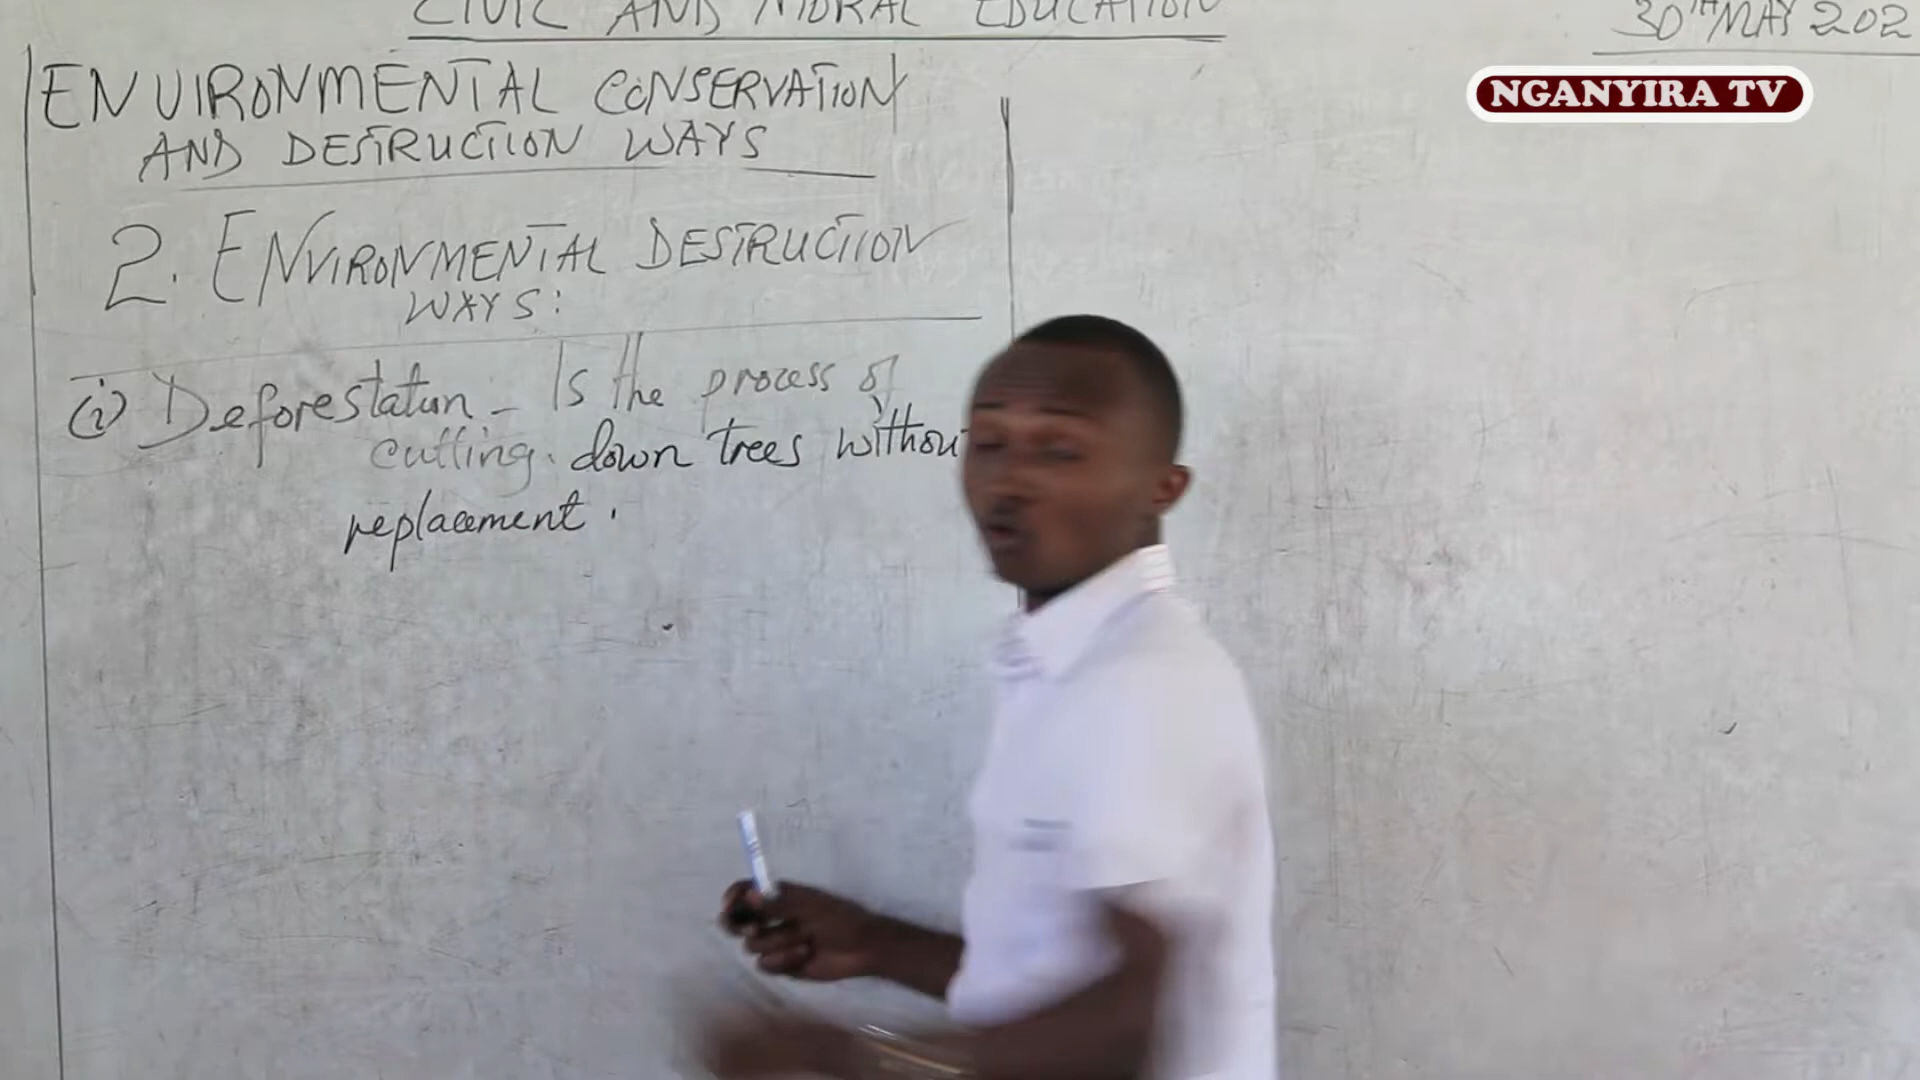 CIVIC AND MORAL EDUCATION
30TH MAY 202
NGANYIRA TV
ENVIRONMENTAL CONSERVATION
AND DESTRUCTION WAYS
2. ENVIRONMENTAL DESTRUCTION
WAYS:
(i) Deforestation - Is the process of
cutting down trees without
replacement.